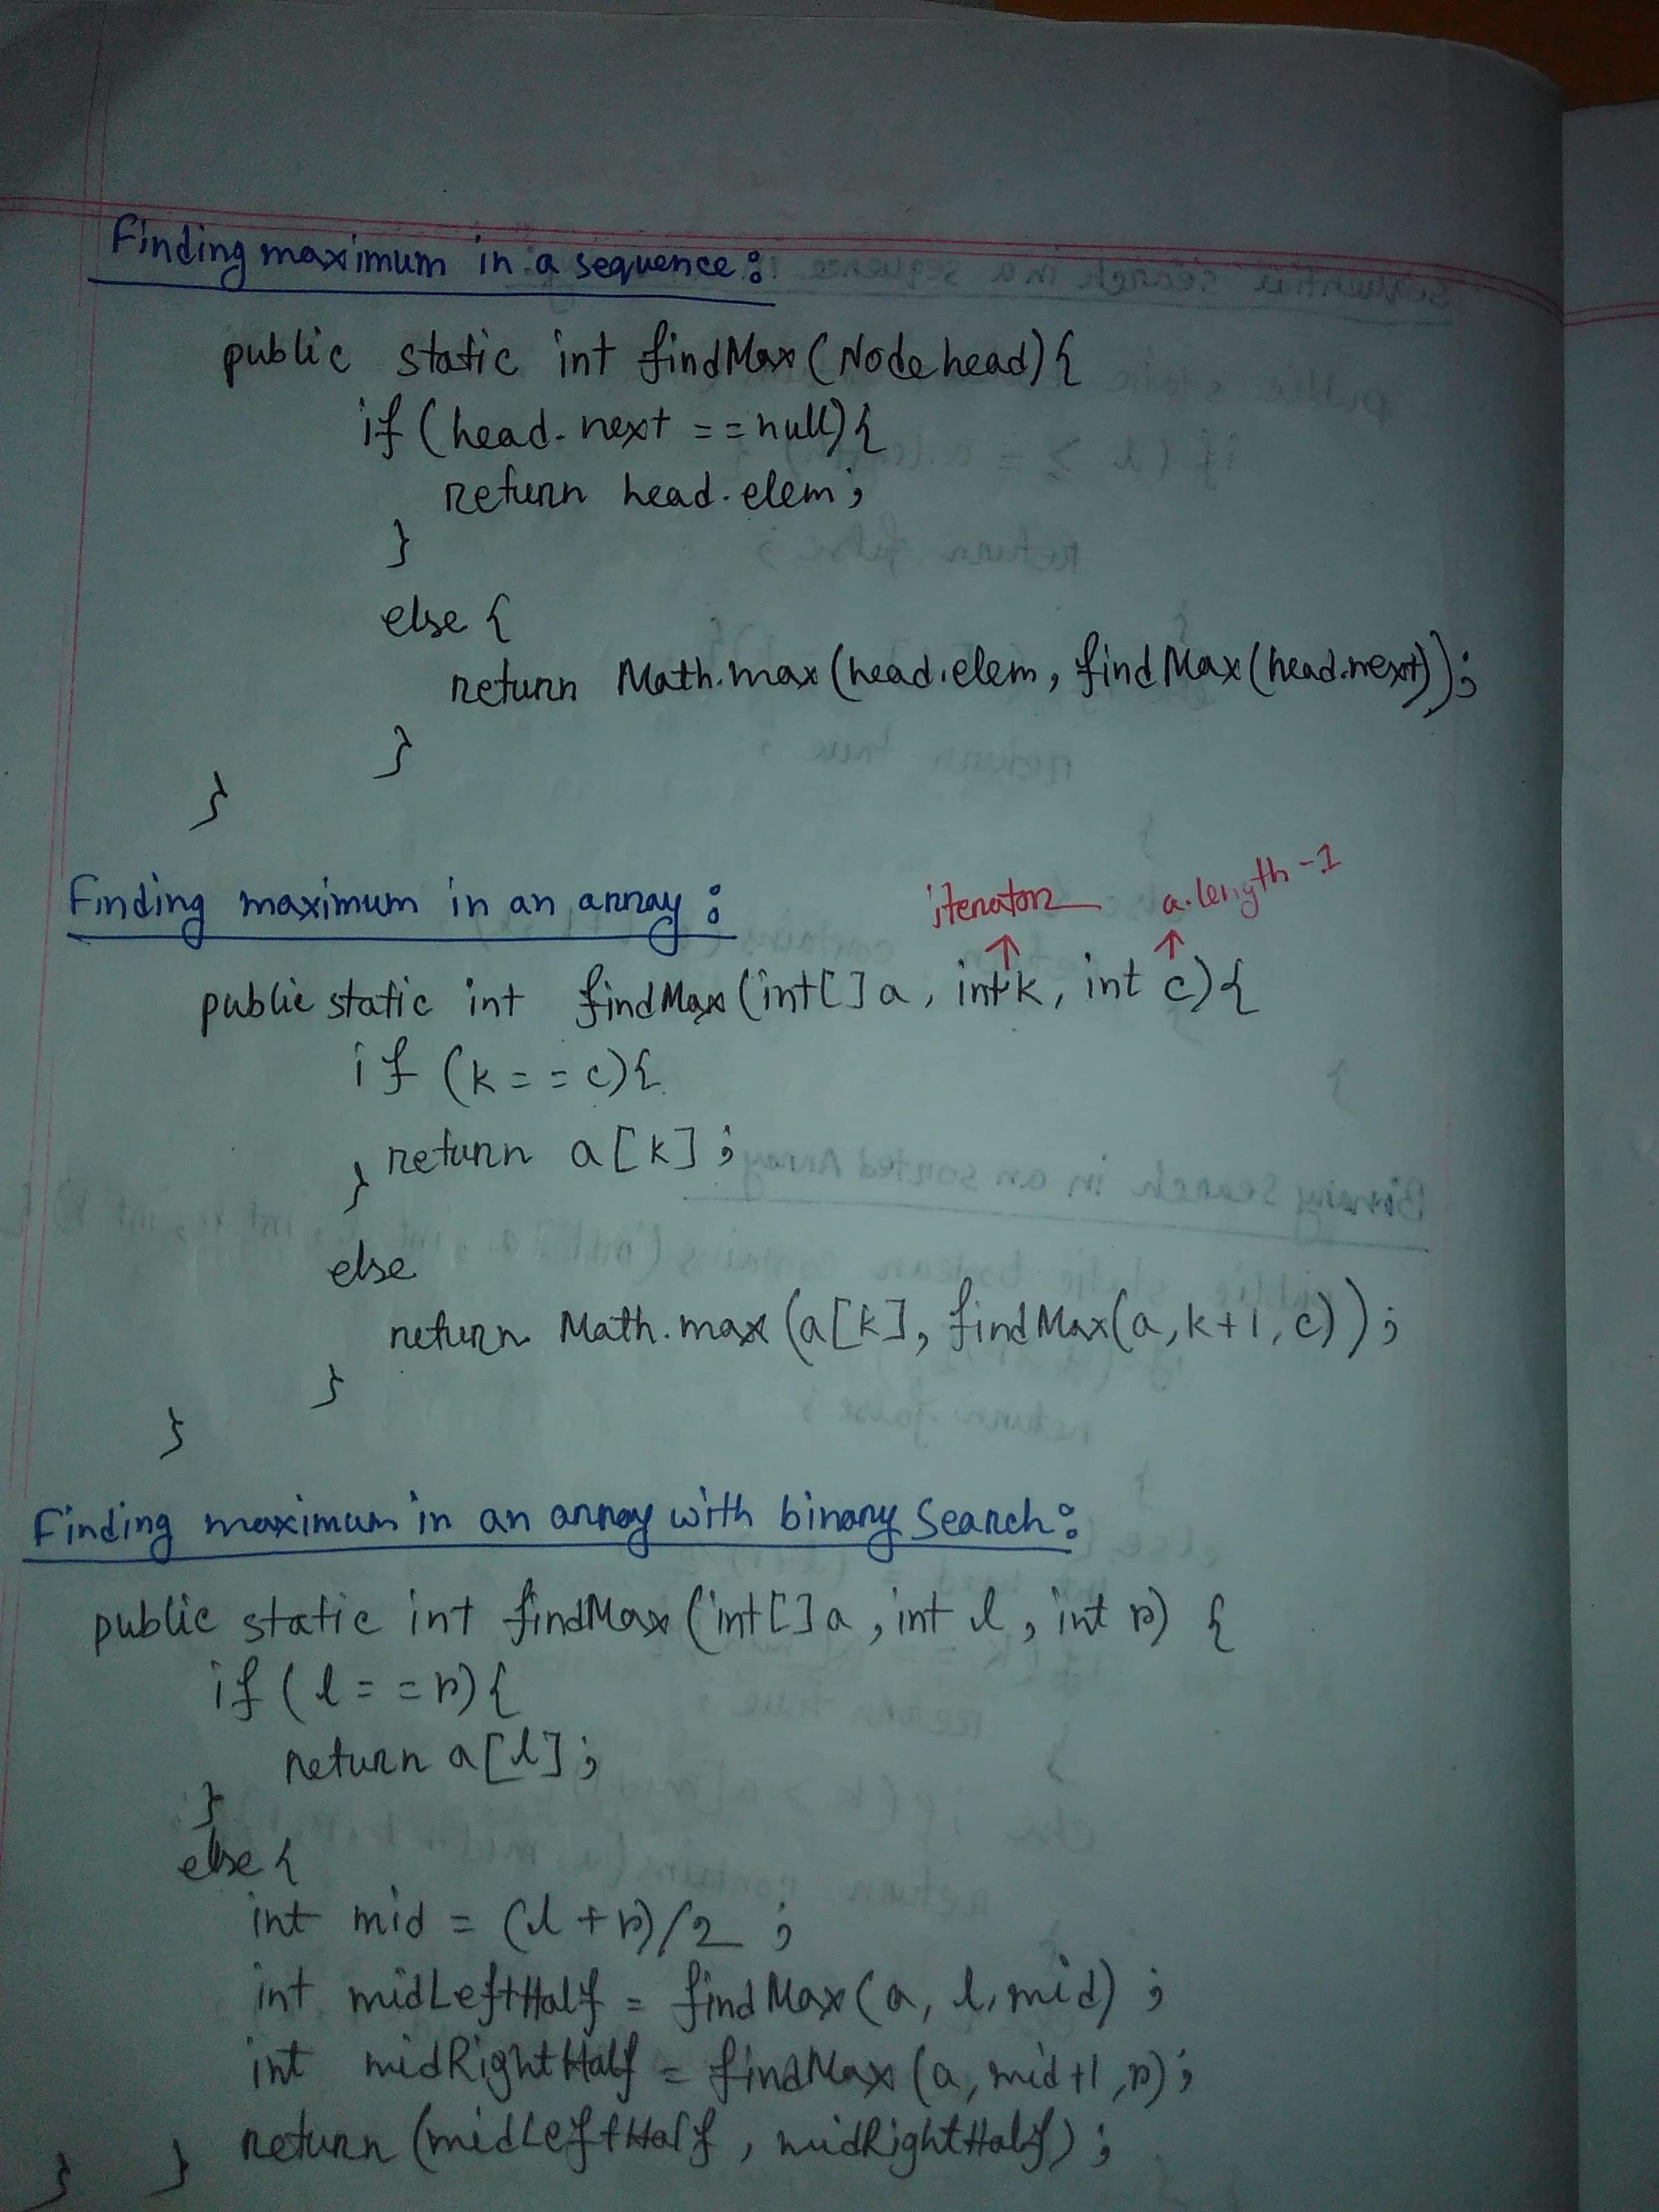 Finding maximum in a sequence:
public static int findMax(Node head){
if (head.next == null){
return head.elem;
}
else {
return Math.max(head.elem, findMax(head.next));
}
}
Finding maximum in an array:
iterator a.length-1
public static int findMax(int[] a, int k, int c){
if (k == c){
return a[k];
}
else
return Math.max(a[k], findMax(a, k+1, c));
}
}
Finding maximum in an array with binary Search:
public static int findMax(int[] a, int l, int r) {
if (l == r){
return a[l];
}
else {
int mid = (l+r)/2 ;
int midLeftHalf = findMax(a, l, mid) ;
int midRightHalf = findMax(a, mid+1, r);
return (midLeftHalf, midRightHalf);
} }